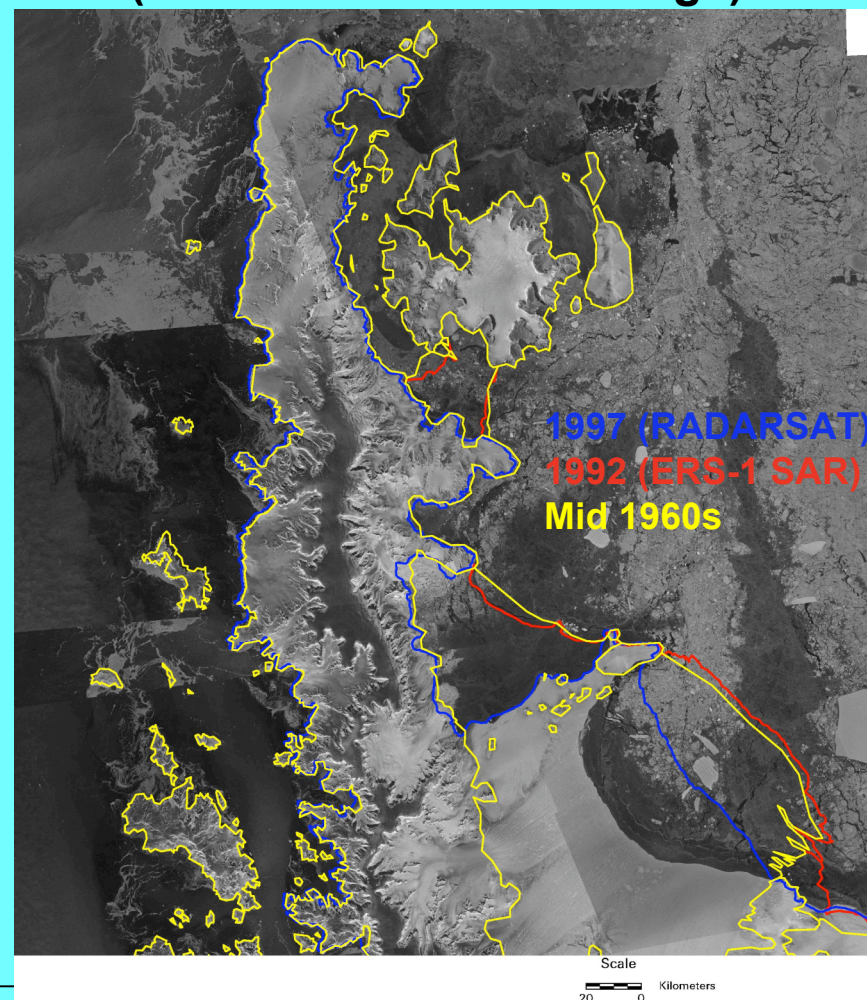 1997 (RADARSAT)
1992 (ERS-1 SAR)
Mid 1960s
Scale
Kilometers
20 0